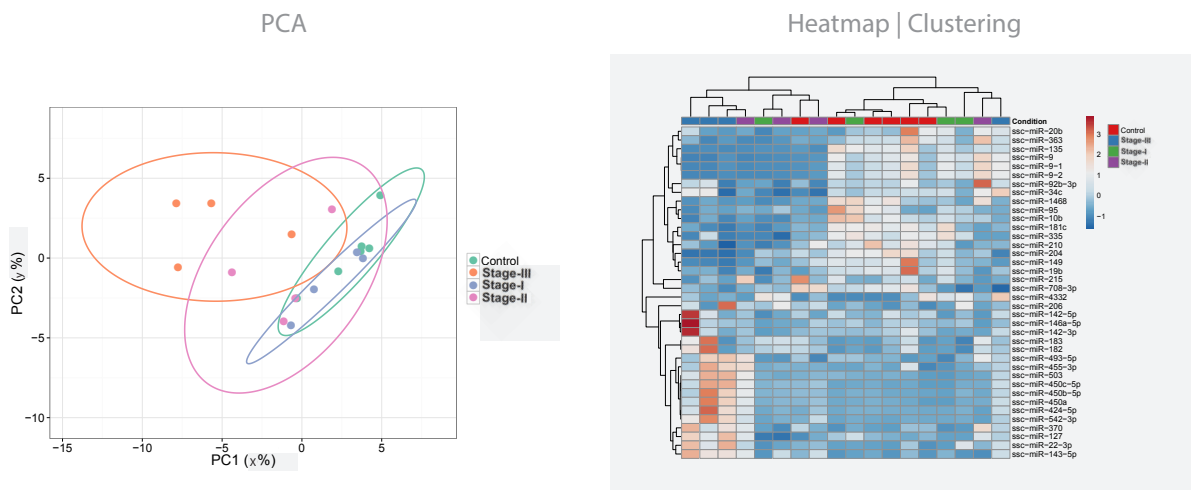 PCA
Heatmap | Clustering
5
0
−5
−10
−15
−10
−5
0
5
PC2 (y %)
PC1 (x%)
Control
Stage-III
Stage-I
Stage-II
Condition
ssc−miR−20b
ssc−miR−363
ssc−miR−135
ssc−miR−9
ssc−miR−9−1
ssc−miR−9−2
ssc−miR−92b−3p
ssc−miR−34c
ssc−miR−1468
ssc−miR−95
ssc−miR−10b
ssc−miR−181c
ssc−miR−335
ssc−miR−210
ssc−miR−204
ssc−miR−149
ssc−miR−19b
ssc−miR−215
ssc−miR−708−3p
ssc−miR−4332
ssc−miR−206
ssc−miR−142−5p
ssc−miR−146a−5p
ssc−miR−142−3p
ssc−miR−183
ssc−miR−182
ssc−miR−493−5p
ssc−miR−455−3p
ssc−miR−503
ssc−miR−450c−5p
ssc−miR−450b−5p
ssc−miR−450a
ssc−miR−424−5p
ssc−miR−542−3p
ssc−miR−370
ssc−miR−127
ssc−miR−22−3p
ssc−miR−143−5p
3
2
1
0
−1
Control
Stage-III
Stage-I
Stage-II